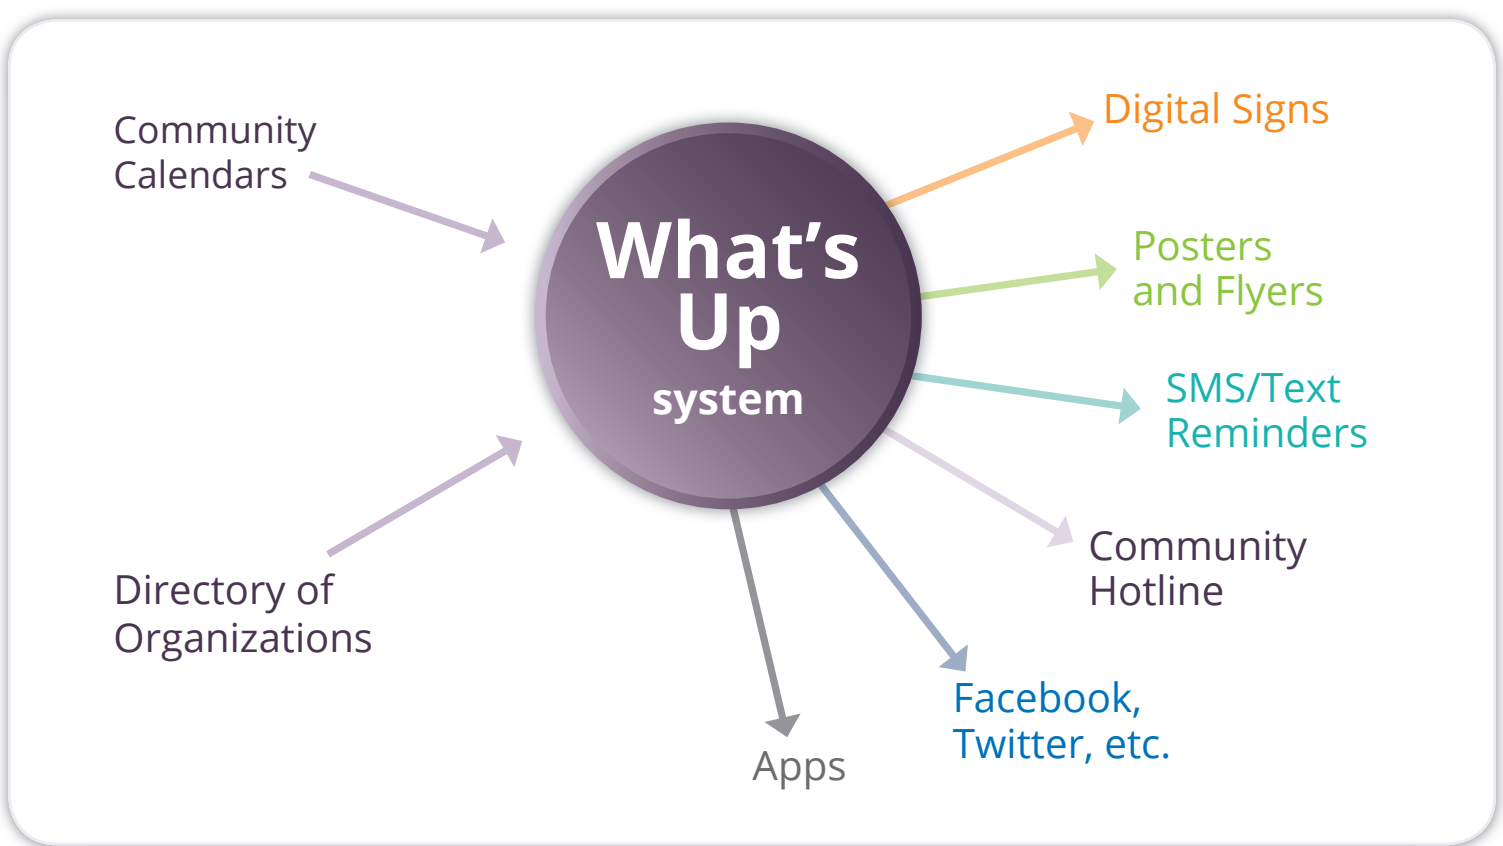 Community
Calendars
Directory of
Organizations
What’s
Up
system
Digital Signs
Posters
and Flyers
SMS/Text
Reminders
Community
Hotline
Facebook,
Twitter, etc.
Apps